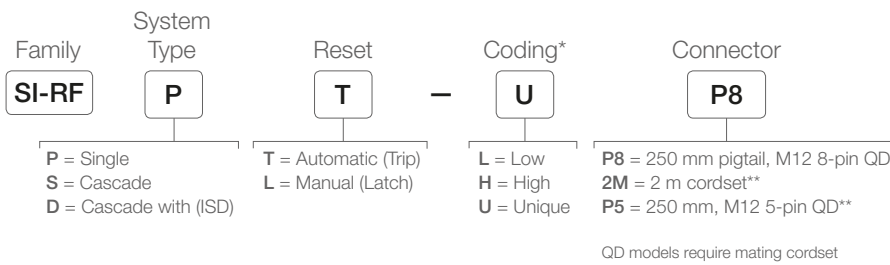 System
Family Type Reset Coding* Connector
SI-RF P T – U P8
P = Single T = Automatic (Trip) L = Low P8 = 250 mm pigtail, M12 8-pin QD
S = Cascade L = Manual (Latch) H = High 2M = 2 m cordset**
D = Cascade with (ISD) U = Unique P5 = 250 mm, M12 5-pin QD**
QD models require mating cordset